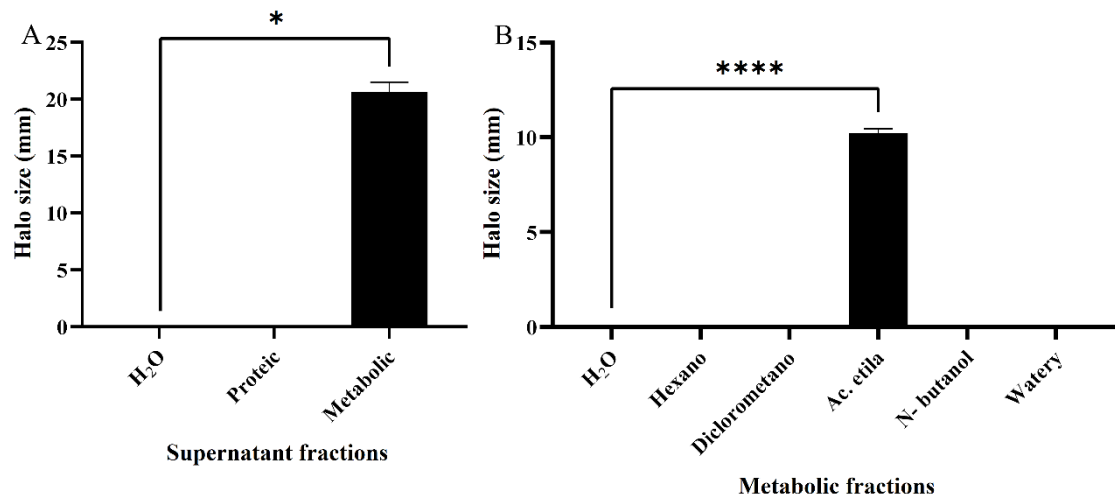 A
*
Halo size (mm)
25
20
15
10
5
0
H₂O
Proteic
Metabolic
Supernatant fractions
B
****
Halo size (mm)
15
10
5
0
H₂O
Hexano
Diclorometano
Ac. etila
N- butanol
Watery
Metabolic fractions